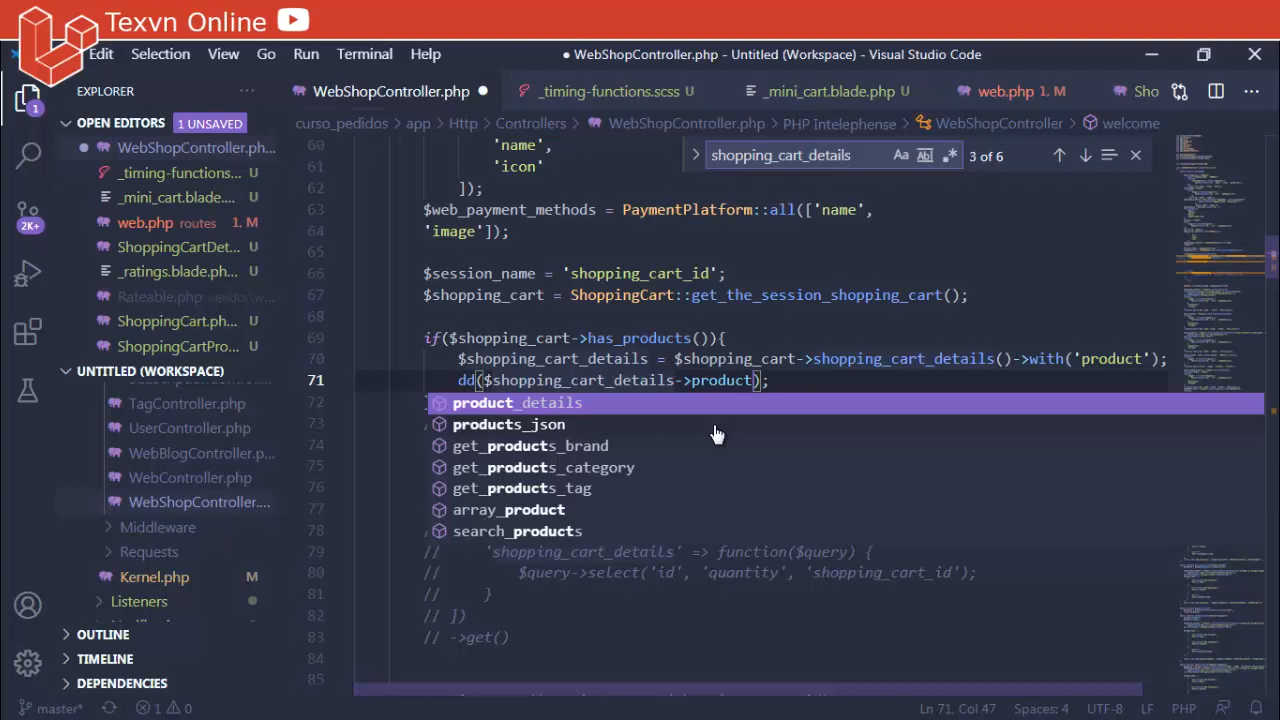 Texvn Online
Edit
Selection
View
Go
Run
Terminal
Help
● WebShopController.php - Untitled (Workspace) - Visual Studio Code
EXPLORER
WebShopController.php
_timing-functions.scss U
_mini_cart.blade.php U
web.php 1, M
Sho
1
OPEN EDITORS
1 UNSAVED
curso_pedidos > app > Http > Controllers > WebShopController.php > PHP Intelephense > WebShopController > welcome
WebShopController.ph...
_timing-functions... U
_mini_cart.blade.... U
web.php routes 1, M
ShoppingCartDet... U
_ratings.blade.ph... U
Rateable.php vendor\w...
ShoppingCart.ph... U
ShoppingCartPro... U
UNTITLED (WORKSPACE)
TagController.php
UserController.php
WebBlogController.p...
WebController.php
WebShopController....
Middleware
Requests
Kernel.php M
Listeners
OUTLINE
TIMELINE
DEPENDENCIES
2K+
shopping_cart_details
Aa
ab
3 of 6
60 'name',
61 'icon'
62 ]);
63 $web_payment_methods = PaymentPlatform::all(['name',
64 'image']);
65
66 $session_name = 'shopping_cart_id';
67 $shopping_cart = ShoppingCart::get_the_session_shopping_cart();
68
69 if($shopping_cart->has_products()){
70 $shopping_cart_details = $shopping_cart->shopping_cart_details()->with('product');
71 dd($shopping_cart_details->product);
72
product_details
73
products_json
74
get_products_brand
75
get_products_category
76
get_products_tag
77
array_product
78
search_products
79 // 'shopping_cart_details' => function($query) {
80 // $query->select('id', 'quantity', 'shopping_cart_id');
81 // }
82 // ])
83 // ->get(
84
85
master*
1
0
Ln 71, Col 47
Spaces: 4
UTF-8
LF
PHP